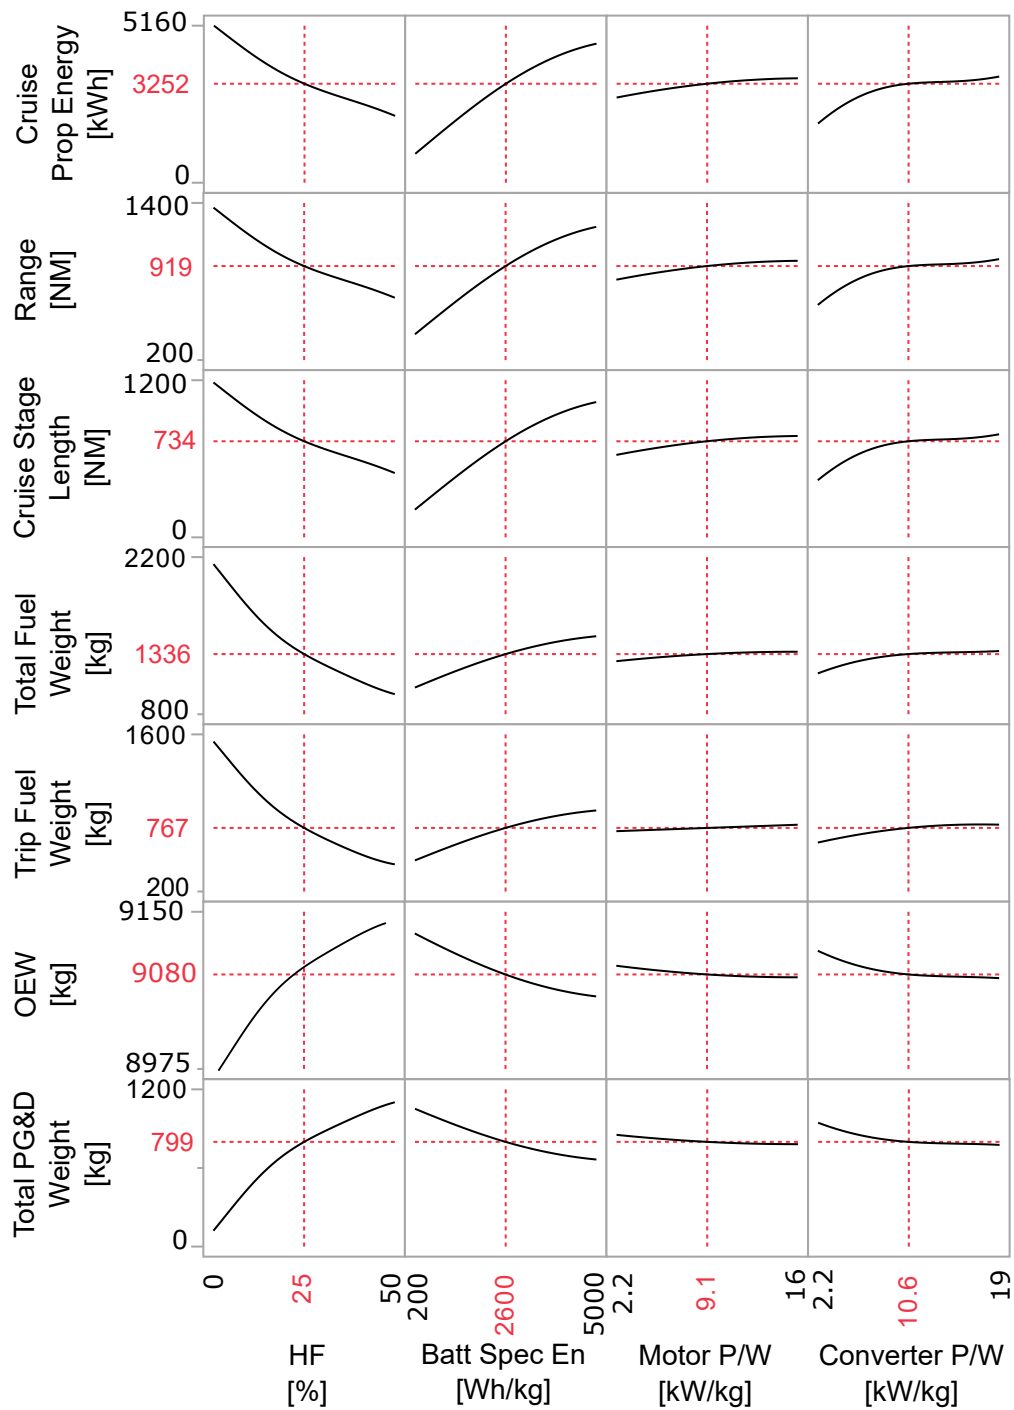 Cruise
Prop Energy
[kWh]
5160
3252
0
Range
[NM]
1400
919
200
Cruise Stage
Length
[NM]
1200
734
0
Total Fuel
Weight
[kg]
2200
1336
800
Trip Fuel
Weight
[kg]
1600
767
200
OEW
[kg]
9150
9080
8975
Total PG&D
Weight
[kg]
1200
799
0
0
25
50
200
2600
5000
2.2
9.1
16
2.2
10.6
19
HF
[%]
Batt Spec En
[Wh/kg]
Motor P/W
[kW/kg]
Converter P/W
[kW/kg]